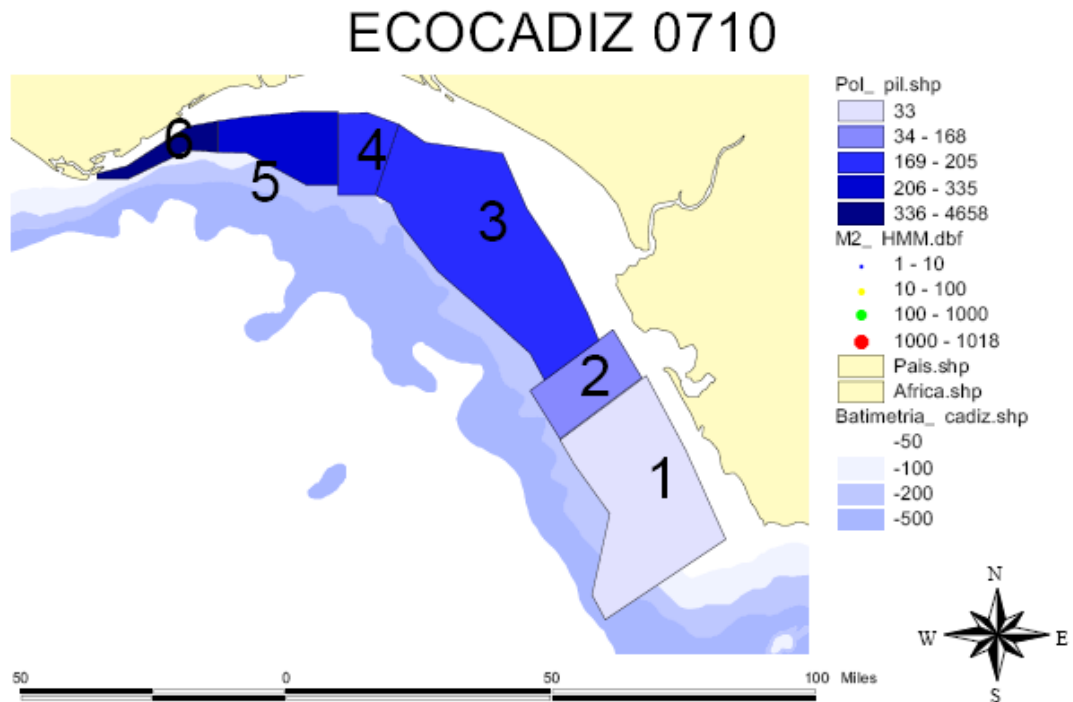 ECOCADIZ 0710
6
5
4
3
2
1
Pol_ pil.shp
33
34 - 168
169 - 205
206 - 335
336 - 4658
M2_ HMM.dbf
1 - 10
10 - 100
100 - 1000
1000 - 1018
Pais.shp
Africa.shp
Batimetria_ cadiz.shp
-50
-100
-200
-500
N
W
E
S
50 0 50 100 Miles